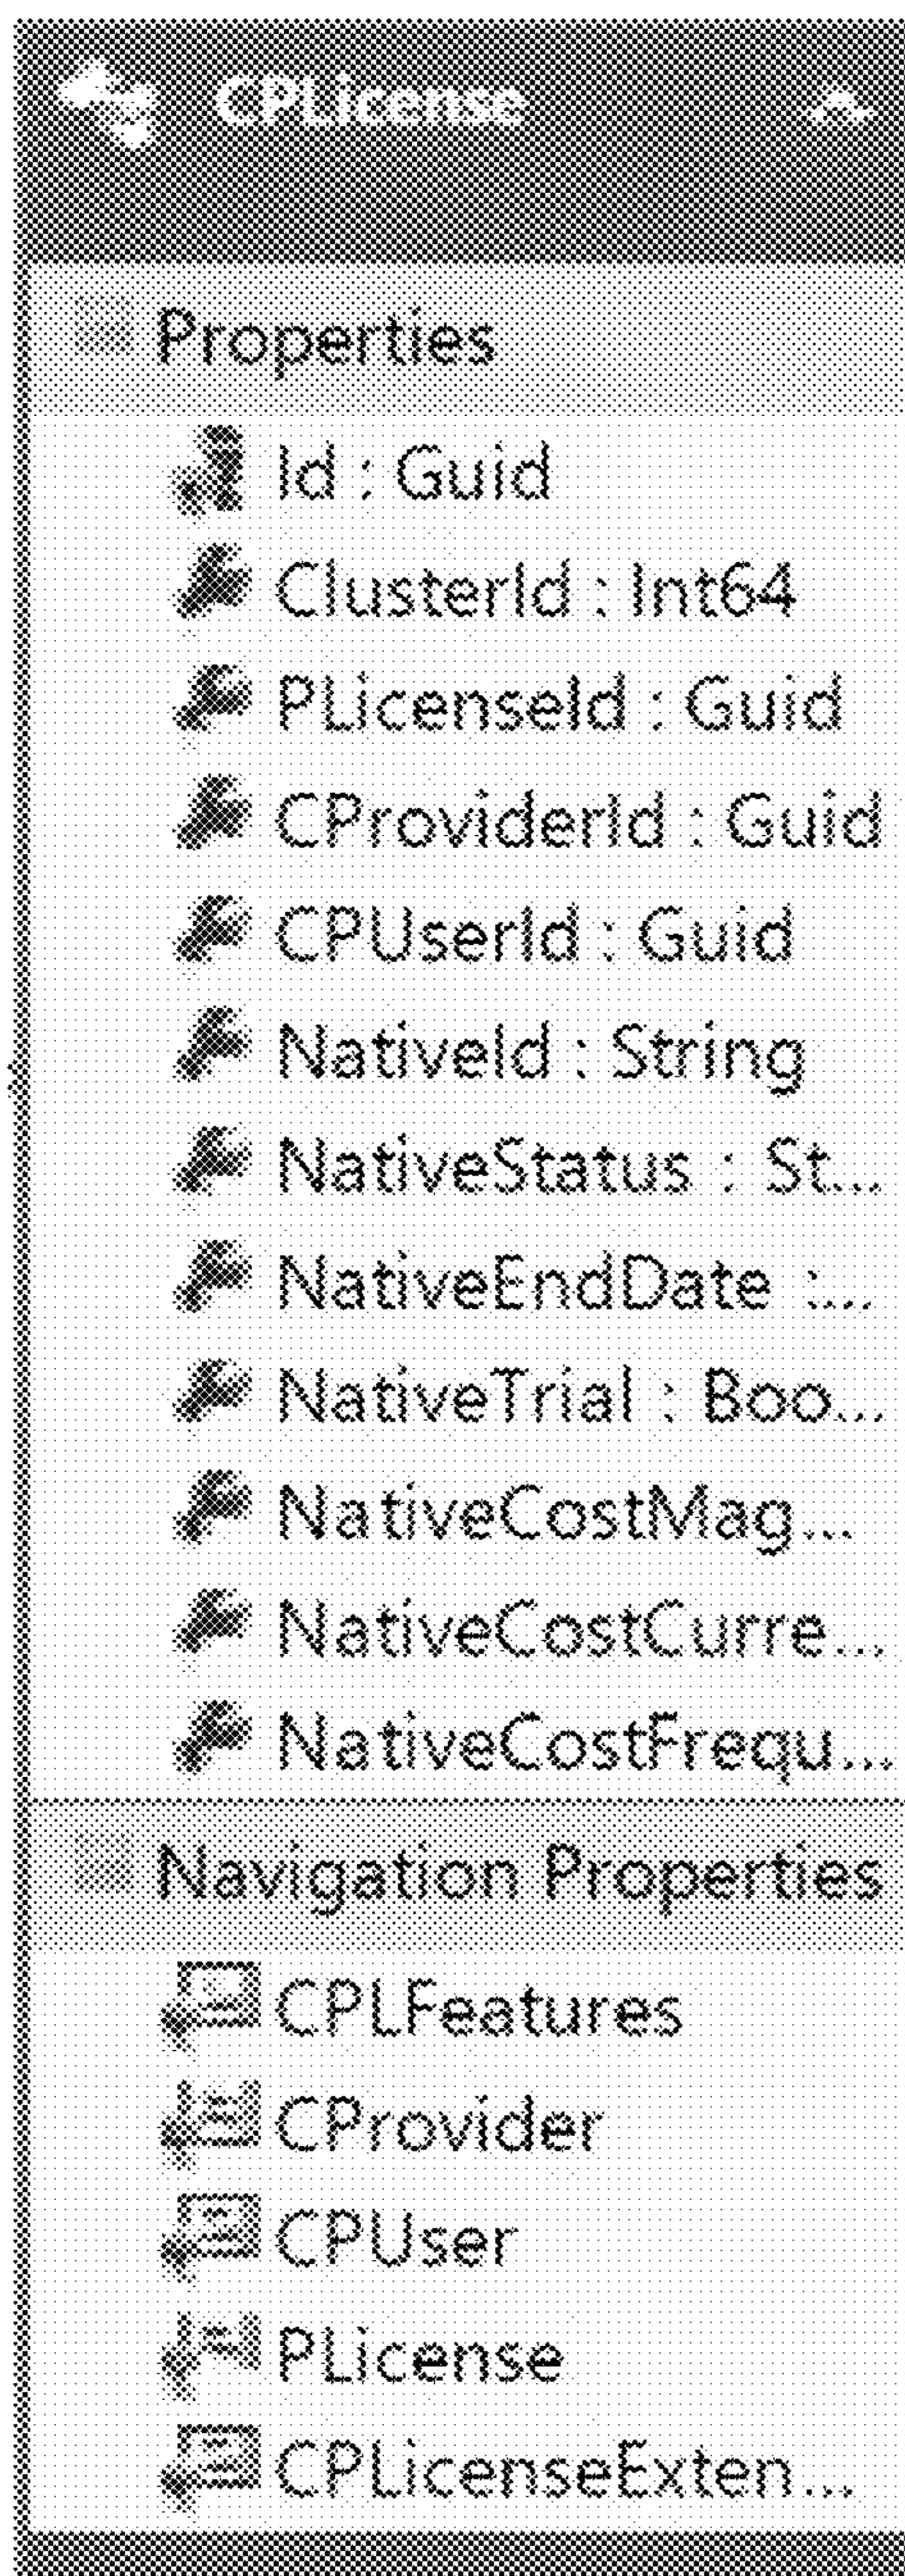 CPLicense
Properties
Id : Guid
ClusterId : Int64
PLicenseId : Guid
CProviderId : Guid
CPUserId : Guid
NativeId : String
NativeStatus : St...
NativeEndDate :...
NativeTrial : Boo...
NativeCostMag...
NativeCostCurre...
NativeCostFrequ...
Navigation Properties
CPLFeatures
CProvider
CPUser
PLicense
CPLicenseExten...